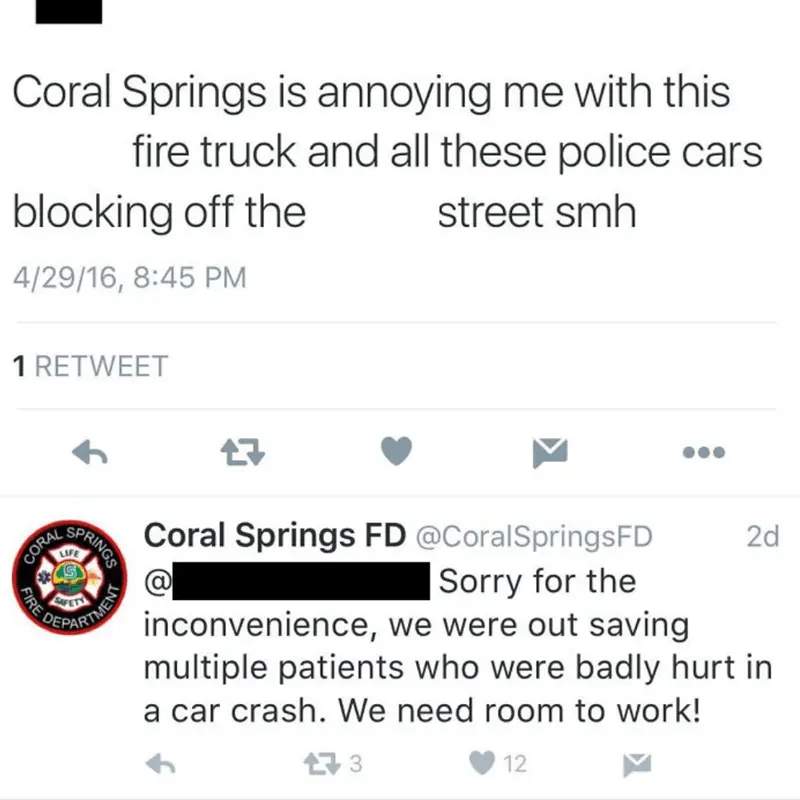 Coral Springs is annoying me with this
fire truck and all these police cars
blocking off the street smh
4/29/16, 8:45 PM
1 RETWEET
CORAL SPRINGS
LIFE
SAFETY
FIRE DEPARTMENT
Coral Springs FD @CoralSpringsFD 2d
@ Sorry for the
inconvenience, we were out saving
multiple patients who were badly hurt in
a car crash. We need room to work!
3 12